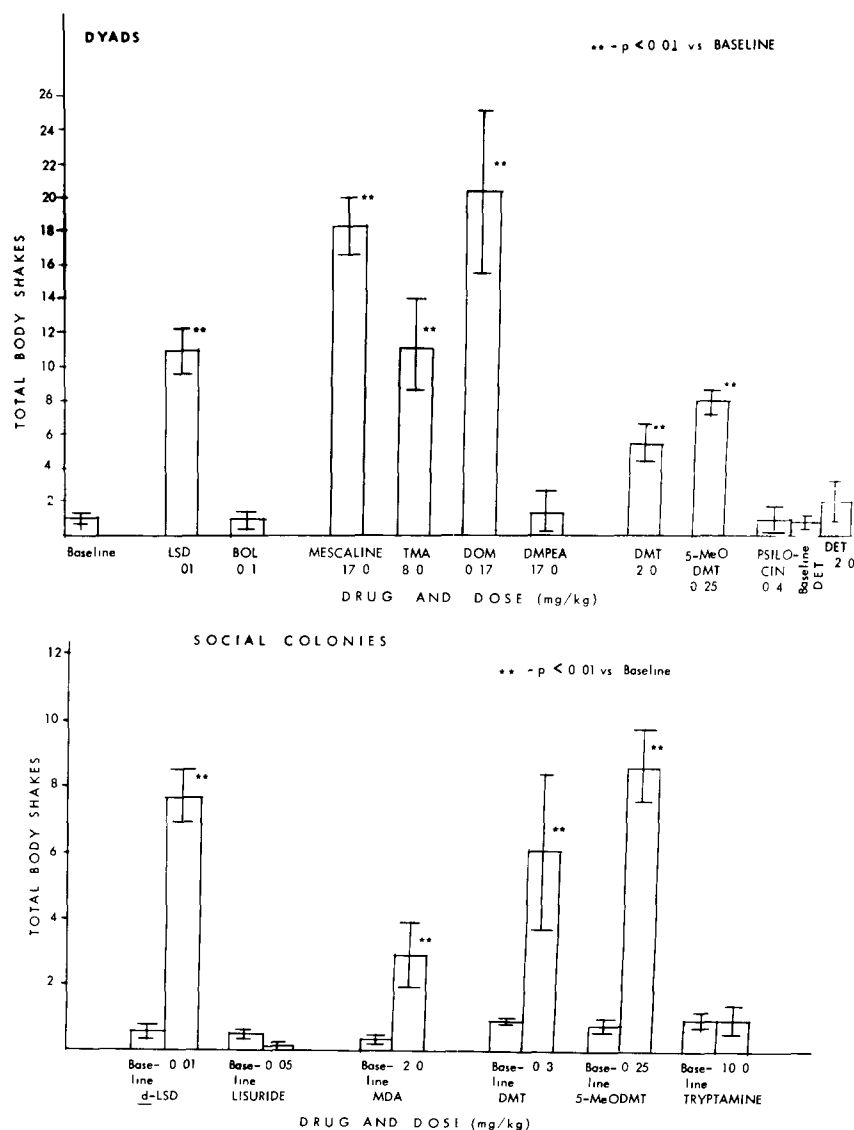 DYADS
** - p < 0 01 vs BASELINE
26
24
22
20
18
16
14
12
10
8
6
4
2
TOTAL BODY SHAKES
**
**
**
**
**
**
Baseline
LSD
01
BOL
0 1
MESCALINE
17 0
TMA
8 0
DOM
0 17
DMPEA
17 0
DMT
2 0
5-MeO
DMT
0 25
PSILO-
CIN
0 4
Baseline
DET
DET
2 0
DRUG AND DOSE (mg/kg)
SOCIAL COLONIES
** - p < 0 01 vs Baseline
12
10
8
6
4
2
TOTAL BODY SHAKES
**
**
**
**
Base- 0 01
line
d-LSD
Base- 0 05
line
LISURIDE
Base- 2 0
line
MDA
Base- 0 3
line
DMT
Base- 0 25
line
5-MeODMT
Base- 10 0
line
TRYPTAMINE
DRUG AND DOSE (mg/kg)